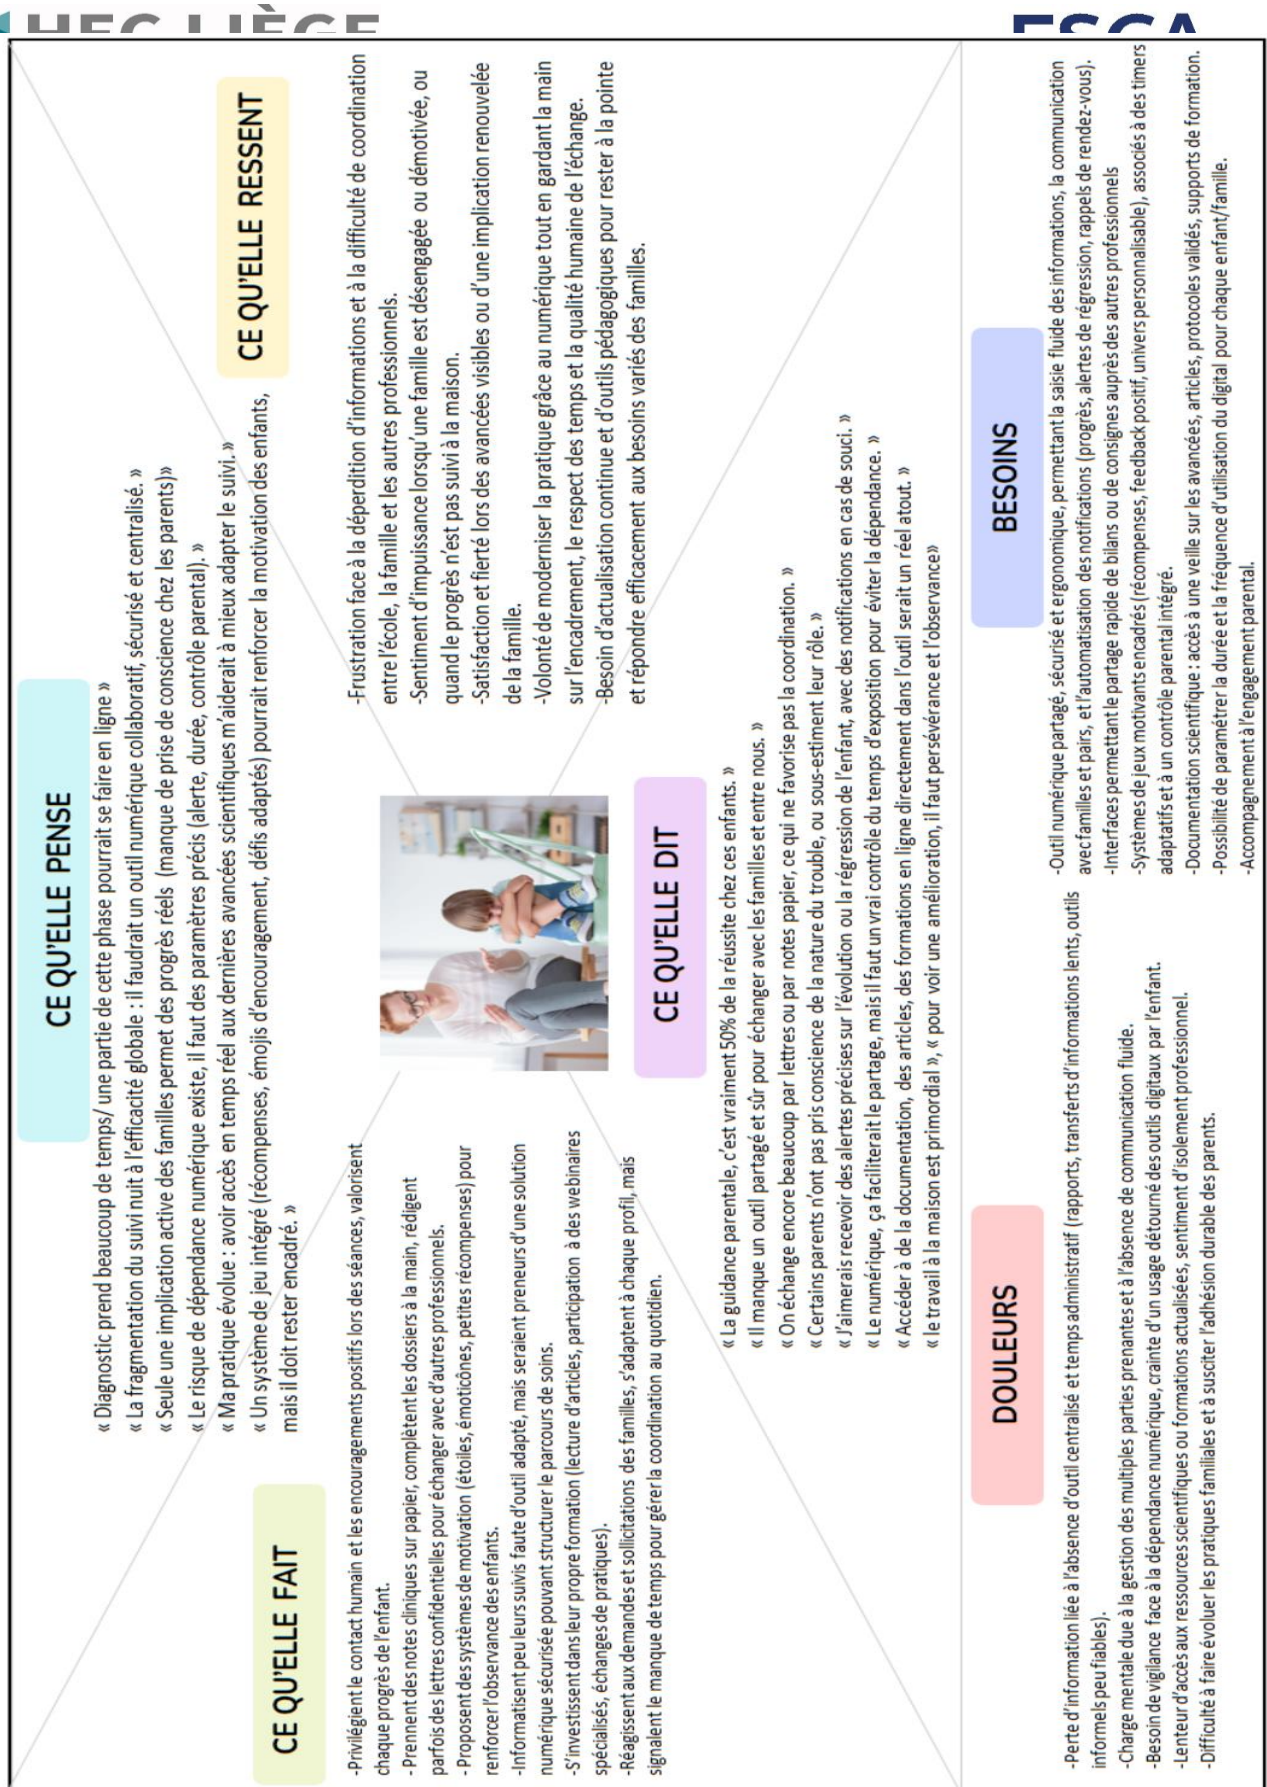 HEC LIÈGE
ESCA
CE QU'ELLE PENSE
« Diagnostic prend beaucoup de temps/ une partie de cette phase pourrait se faire en ligne »
« La fragmentation du suivi nuit à l'efficacité globale : il faudrait un outil numérique collaboratif, sécurisé et centralisé. »
« Seule une implication active des familles permet des progrès réels (manque de prise de conscience chez les parents)»
« Le risque de dépendance numérique existe, il faut des paramètres précis (alerte, durée, contrôle parental). »
« Ma pratique évolue : avoir accès en temps réel aux dernières avancées scientifiques m'aiderait à mieux adapter le suivi. »
« Un système de jeu intégré (récompenses, émojis d'encouragement, défis adaptés) pourrait renforcer la motivation des enfants,
mais il doit rester encadré. »
CE QU'ELLE FAIT
-Privilégient le contact humain et les encouragements positifs lors des séances, valorisent
chaque progrès de l'enfant.
- Prennent des notes cliniques sur papier, complètent les dossiers à la main, rédigent
parfois des lettres confidentielles pour échanger avec d'autres professionnels.
- Proposent des systèmes de motivation (étoiles, émoticônes, petites récompenses) pour
renforcer l'observance des enfants.
-Informatisent peu leurs suivis faute d'outil adapté, mais seraient preneurs d'une solution
numérique sécurisée pouvant structurer le parcours de soins.
-S'investissent dans leur propre formation (lecture d'articles, participation à des webinaires
spécialisés, échanges de pratiques).
-Réagissent aux demandes et sollicitations des familles, s'adaptent à chaque profil, mais
signalent le manque de temps pour gérer la coordination au quotidien.
CE QU'ELLE RESSENT
-Frustration face à la déperdition d'informations et à la difficulté de coordination
entre l'école, la famille et les autres professionnels.
-Sentiment d'impuissance lorsqu'une famille est désengagée ou démotivée, ou
quand le progrès n'est pas suivi à la maison.
-Satisfaction et fierté lors des avancées visibles ou d'une implication renouvelée
de la famille.
-Volonté de moderniser la pratique grâce au numérique tout en gardant la main
sur l'encadrement, le respect des temps et la qualité humaine de l'échange.
-Besoin d'actualisation continue et d'outils pédagogiques pour rester à la pointe
et répondre efficacement aux besoins variés des familles.
CE QU'ELLE DIT
« La guidance parentale, c'est vraiment 50% de la réussite chez ces enfants. »
« Il manque un outil partagé et sûr pour échanger avec les familles et entre nous. »
« On échange encore beaucoup par lettres ou par notes papier, ce qui ne favorise pas la coordination. »
« Certains parents n'ont pas pris conscience de la nature du trouble, ou sous-estiment leur rôle. »
« J'aimerais recevoir des alertes précises sur l'évolution ou la régression de l'enfant, avec des notifications en cas de souci. »
« Le numérique, ça faciliterait le partage, mais il faut un vrai contrôle du temps d'exposition pour éviter la dépendance. »
« Accéder à de la documentation, des articles, des formations en ligne directement dans l'outil serait un réel atout. »
« le travail à la maison est primordial », « pour voir une amélioration, il faut persévérance et l'observance»
DOULEURS
-Perte d'information liée à l'absence d'outil centralisé et temps administratif (rapports, transferts d'informations lents, outils
informels peu fiables).
-Charge mentale due à la gestion des multiples parties prenantes et à l'absence de communication fluide.
-Besoin de vigilance face à la dépendance numérique, crainte d'un usage détourné des outils digitaux par l'enfant.
-Lenteur d'accès aux ressources scientifiques ou formations actualisées, sentiment d'isolement professionnel.
-Difficulté à faire évoluer les pratiques familiales et à susciter l'adhésion durable des parents.
BESOINS
-Outil numérique partagé, sécurisé et ergonomique, permettant la saisie fluide des informations, la communication
avec familles et pairs, et l'automatisation des notifications (progrès, alertes de régression, rappels de rendez-vous).
-Interfaces permettant le partage rapide de bilans ou de consignes auprès des autres professionnels
-Systèmes de jeux motivants encadrés (récompenses, feedback positif, univers personnalisable), associés à des timers
adaptatifs et à un contrôle parental intégré.
-Documentation scientifique : accès à une veille sur les avancées, articles, protocoles validés, supports de formation.
-Possibilité de paramétrer la durée et la fréquence d'utilisation du digital pour chaque enfant/famille.
-Accompagnement à l'engagement parental.